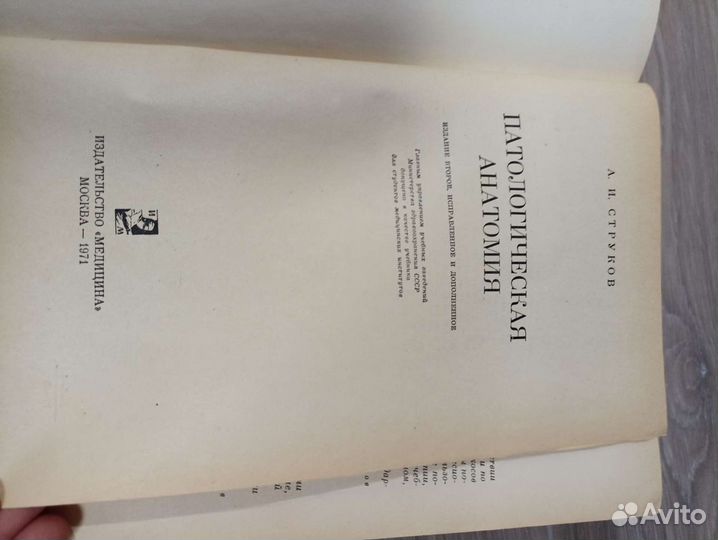 А. И. СТРУКОВ
ПАТОЛОГИЧЕСКАЯ
АНАТОМИЯ
ИЗДАНИЕ ВТОРОЕ, ИСПРАВЛЕННОЕ И ДОПОЛНЕННОЕ
Главным управлением учебных заведений
Министерства здравоохранения СССР
допущено в качестве учебника
для студентов медицинских институтов
И
М
ИЗДАТЕЛЬСТВО «МЕДИЦИНА»
МОСКВА — 1971
Avito